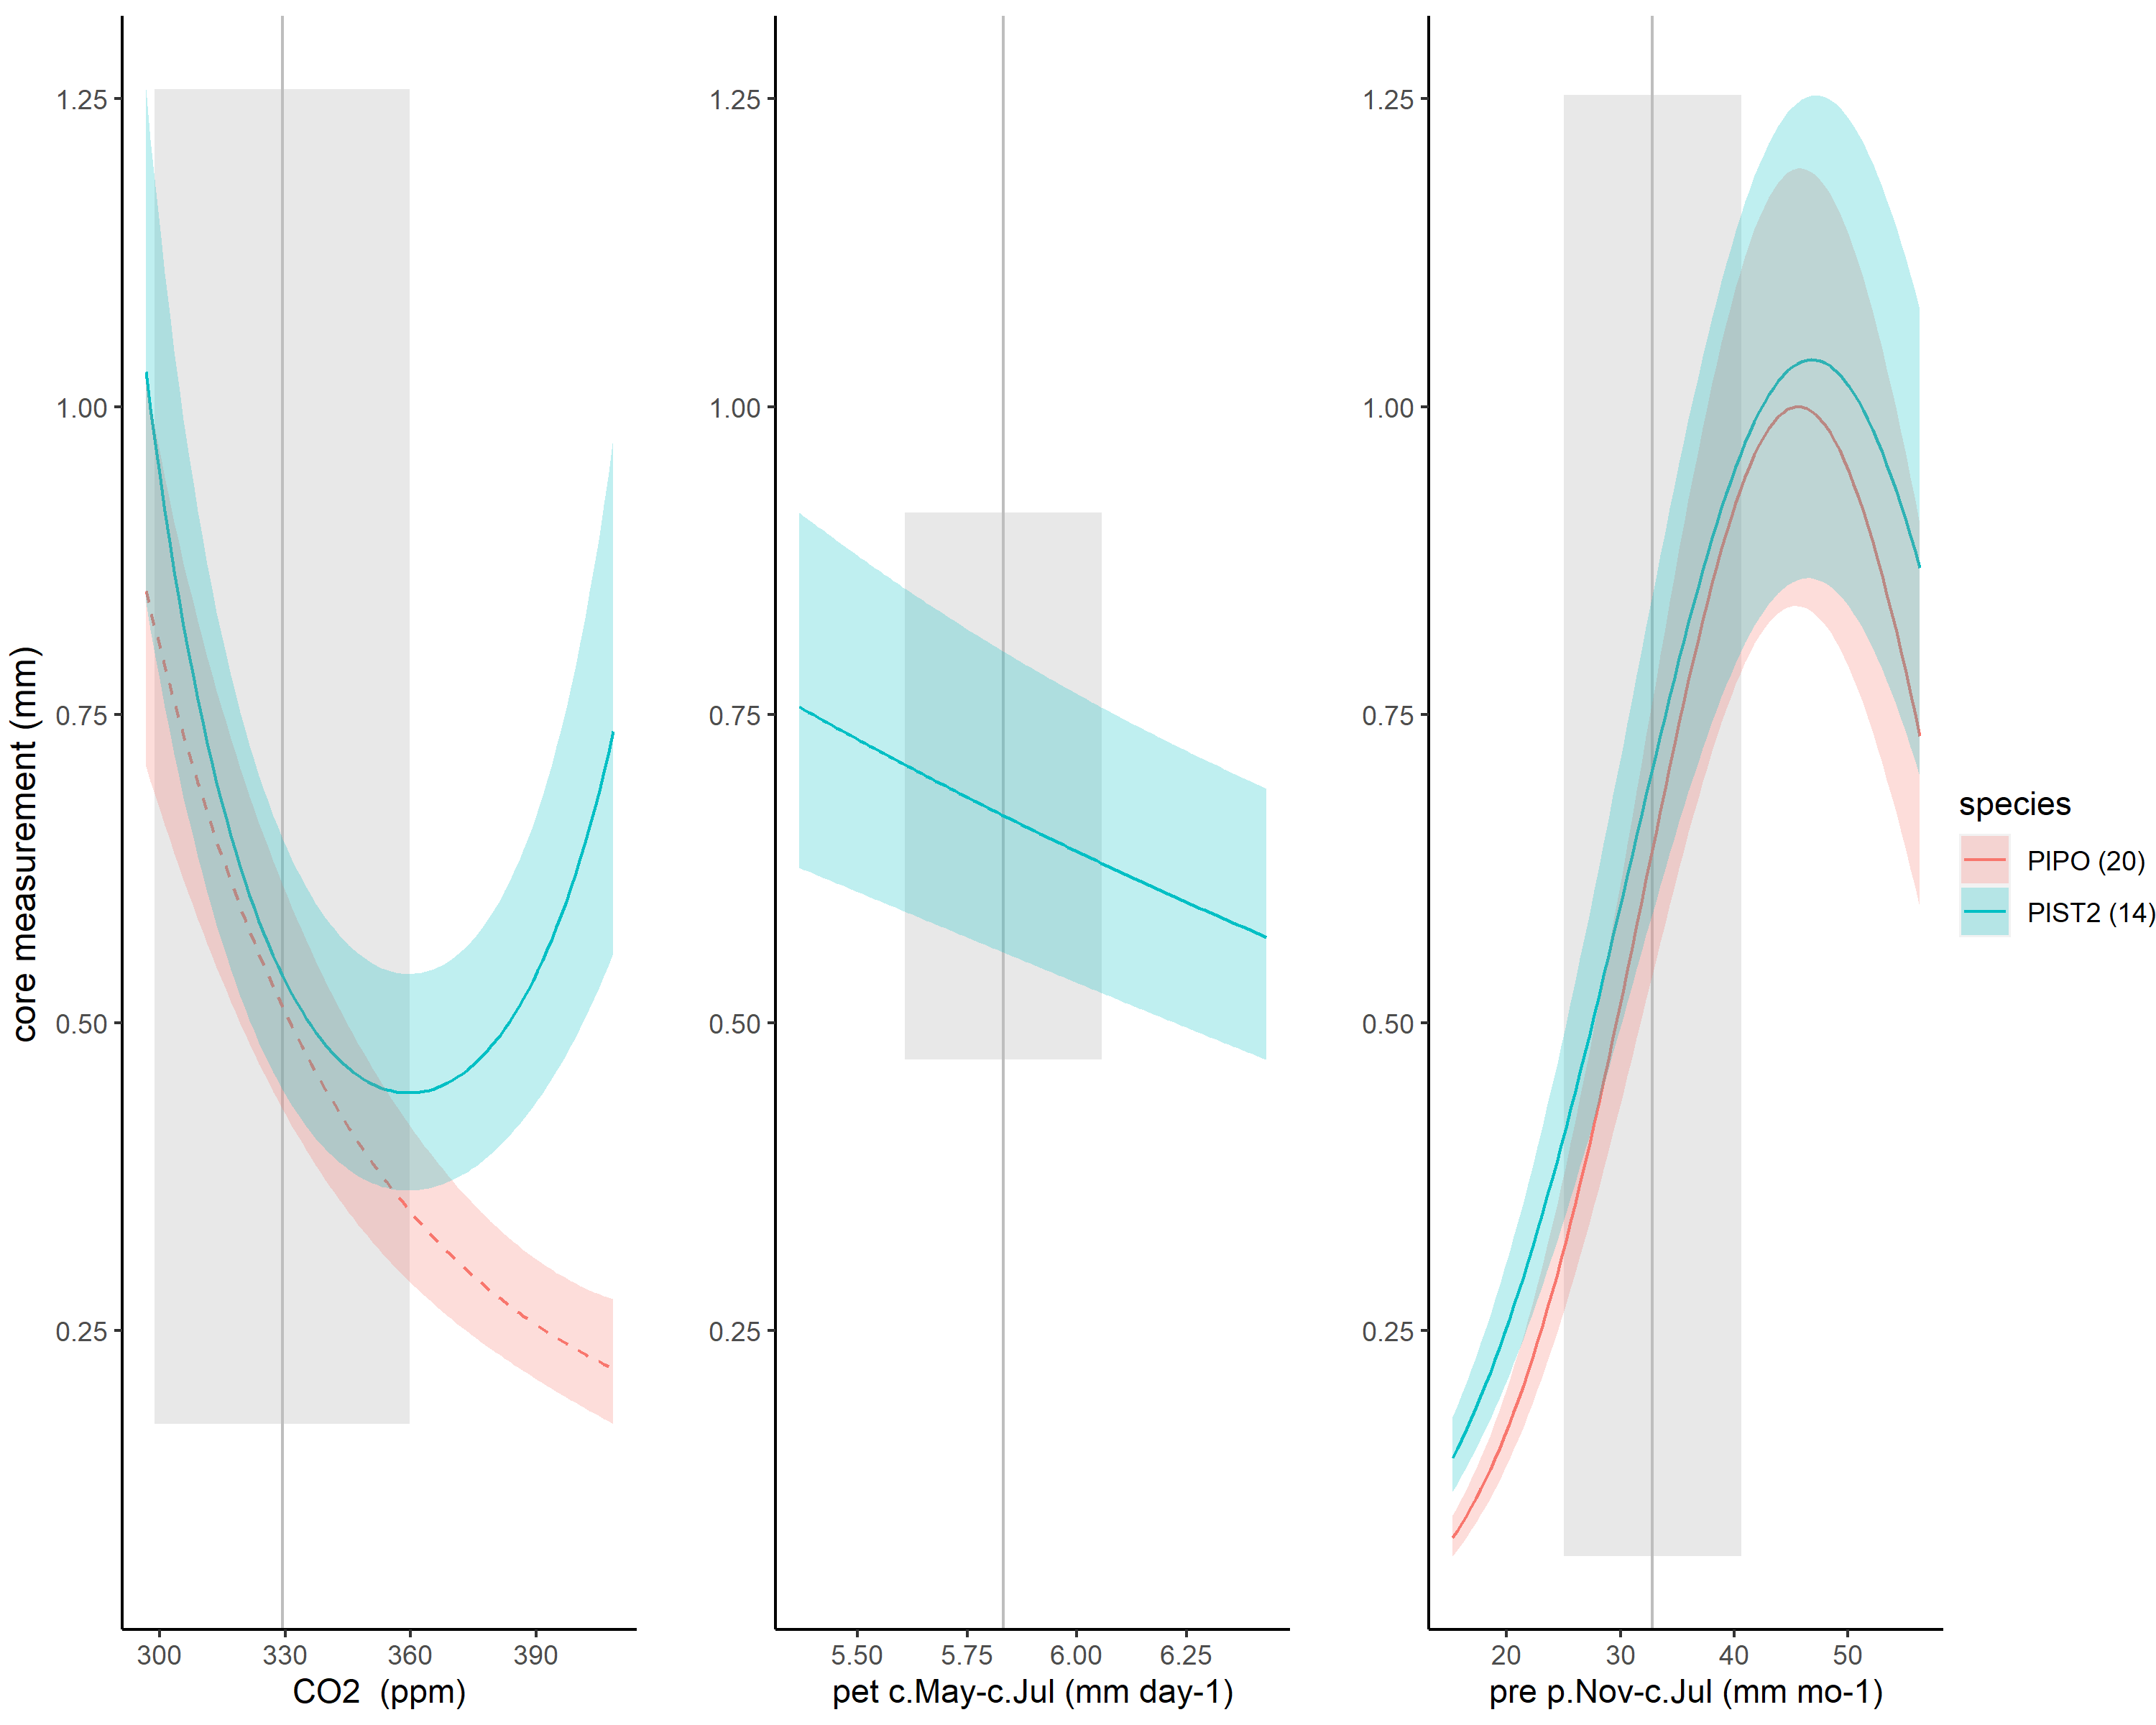 core measurement (mm)
1.25
1.00
0.75
0.50
0.25
300 330 360 390
CO2  (ppm)
1.25
1.00
0.75
0.50
0.25
5.50 5.75 6.00 6.25
pet c.May-c.Jul (mm day-1)
1.25
1.00
0.75
0.50
0.25
20 30 40 50
pre p.Nov-c.Jul (mm mo-1)
species
PIPO (20)
PIST2 (14)